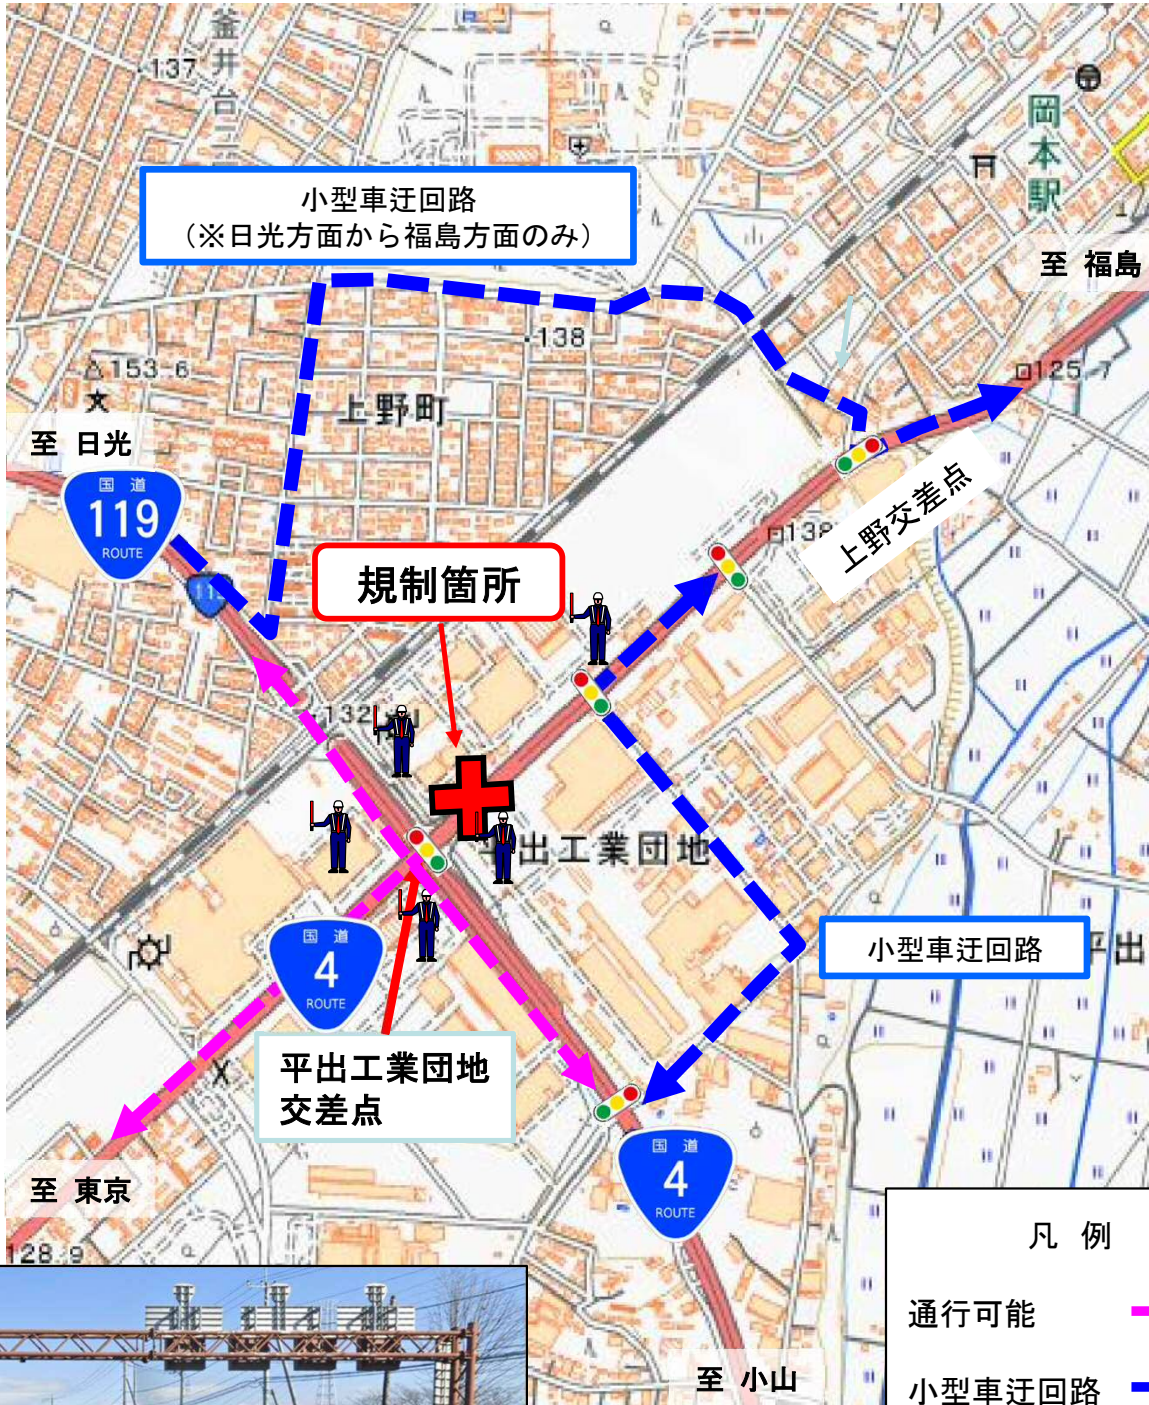 釜井台
137
140
岡本駅
小型車迂回路
（※日光方面から福島方面のみ）
至 福島
138
153.6
125.7
上野町
至 日光
国道
119
ROUTE
138
上野交差点
規制箇所
132
平出工業団地
小型車迂回路
平出
国道
4
ROUTE
平出工業団地
交差点
国道
4
ROUTE
至 東京
128.9
凡 例
通行可能
至 小山
小型車迂回路